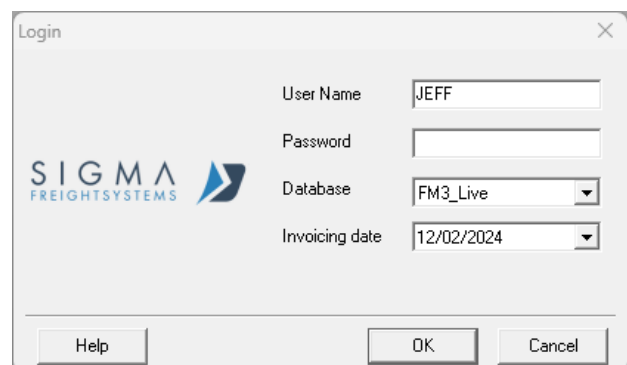 Login
User Name
JEFF
Password
SIGMA
FREIGHTSYSTEMS
Database
FM3_Live
Invoicing date
12/02/2024
Help
OK
Cancel